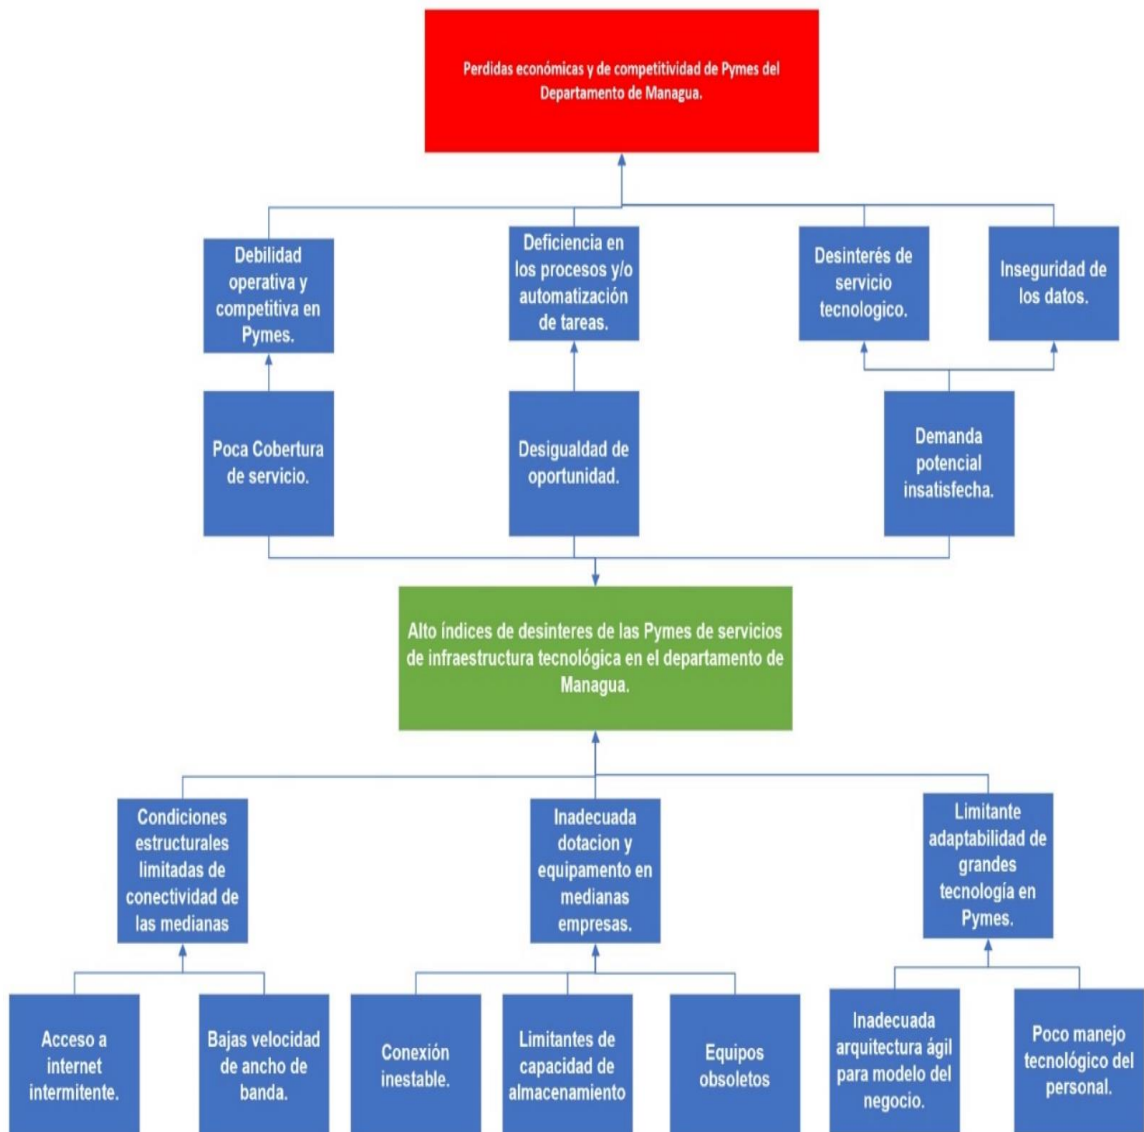 Perdidas económicas y de competitividad de Pymes del
Departamento de Managua.
Debilidad
operativa y
competitiva en
Pymes.
Deficiencia en
los procesos y/o
automatización
de tareas.
Desinterés de
servicio
tecnologico.
Inseguridad de
los datos.
Poca Cobertura
de servicio.
Desigualdad de
oportunidad.
Demanda
potencial
insatisfecha.
Alto índices de desinteres de las Pymes de servicios
de infraestructura tecnológica en el departamento de
Managua.
Condiciones
estructurales
limitadas de
conectividad de
las medianas
Inadecuada
dotacion y
equipamento en
medianas
empresas.
Limitante
adaptabilidad de
grandes
tecnología en
Pymes.
Acceso a
internet
intermitente.
Bajas velocidad
de ancho de
banda.
Conexión
inestable.
Limitantes de
capacidad de
almacenamiento
Equipos
obsoletos
Inadecuada
arquitectura ágil
para modelo del
negocio.
Poco manejo
tecnológico del
personal.